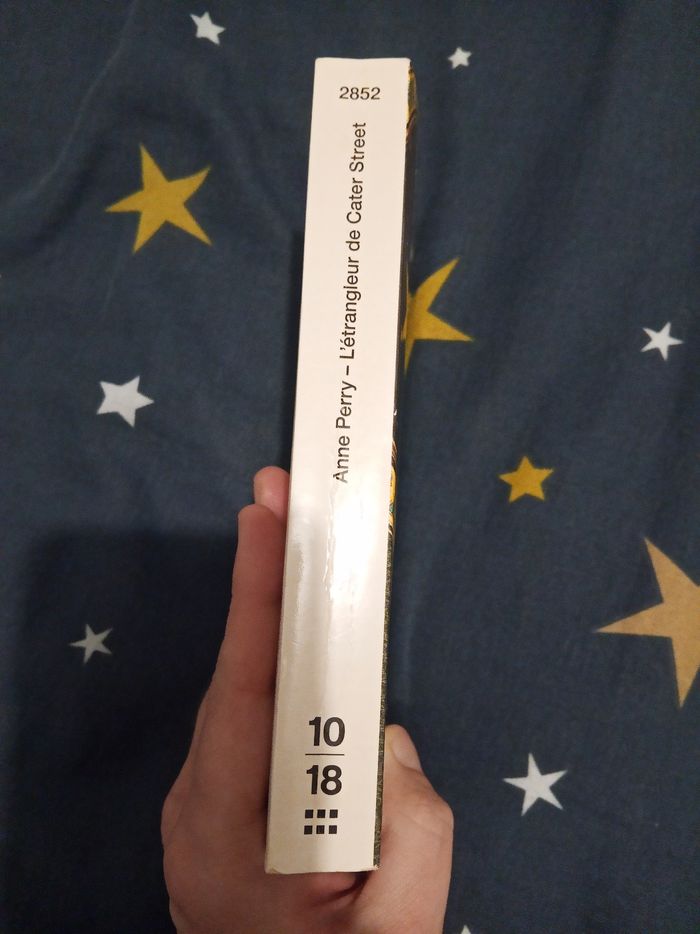 2852
Anne Perry – L'étrangleur de Cater Street
10
18